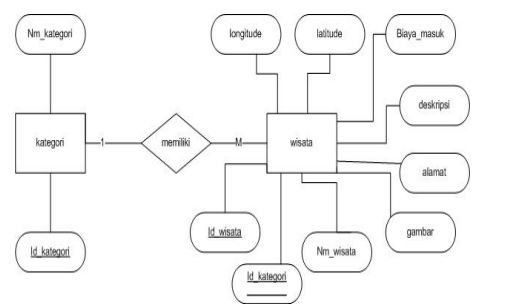 Nm_kategori
longitude
latitude
Biaya_masuk
deskripsi
kategori
1
memiliki
M
wisata
alamat
Id_wisata
gambar
Id_kategori
Nm_wisata
Id_kategori